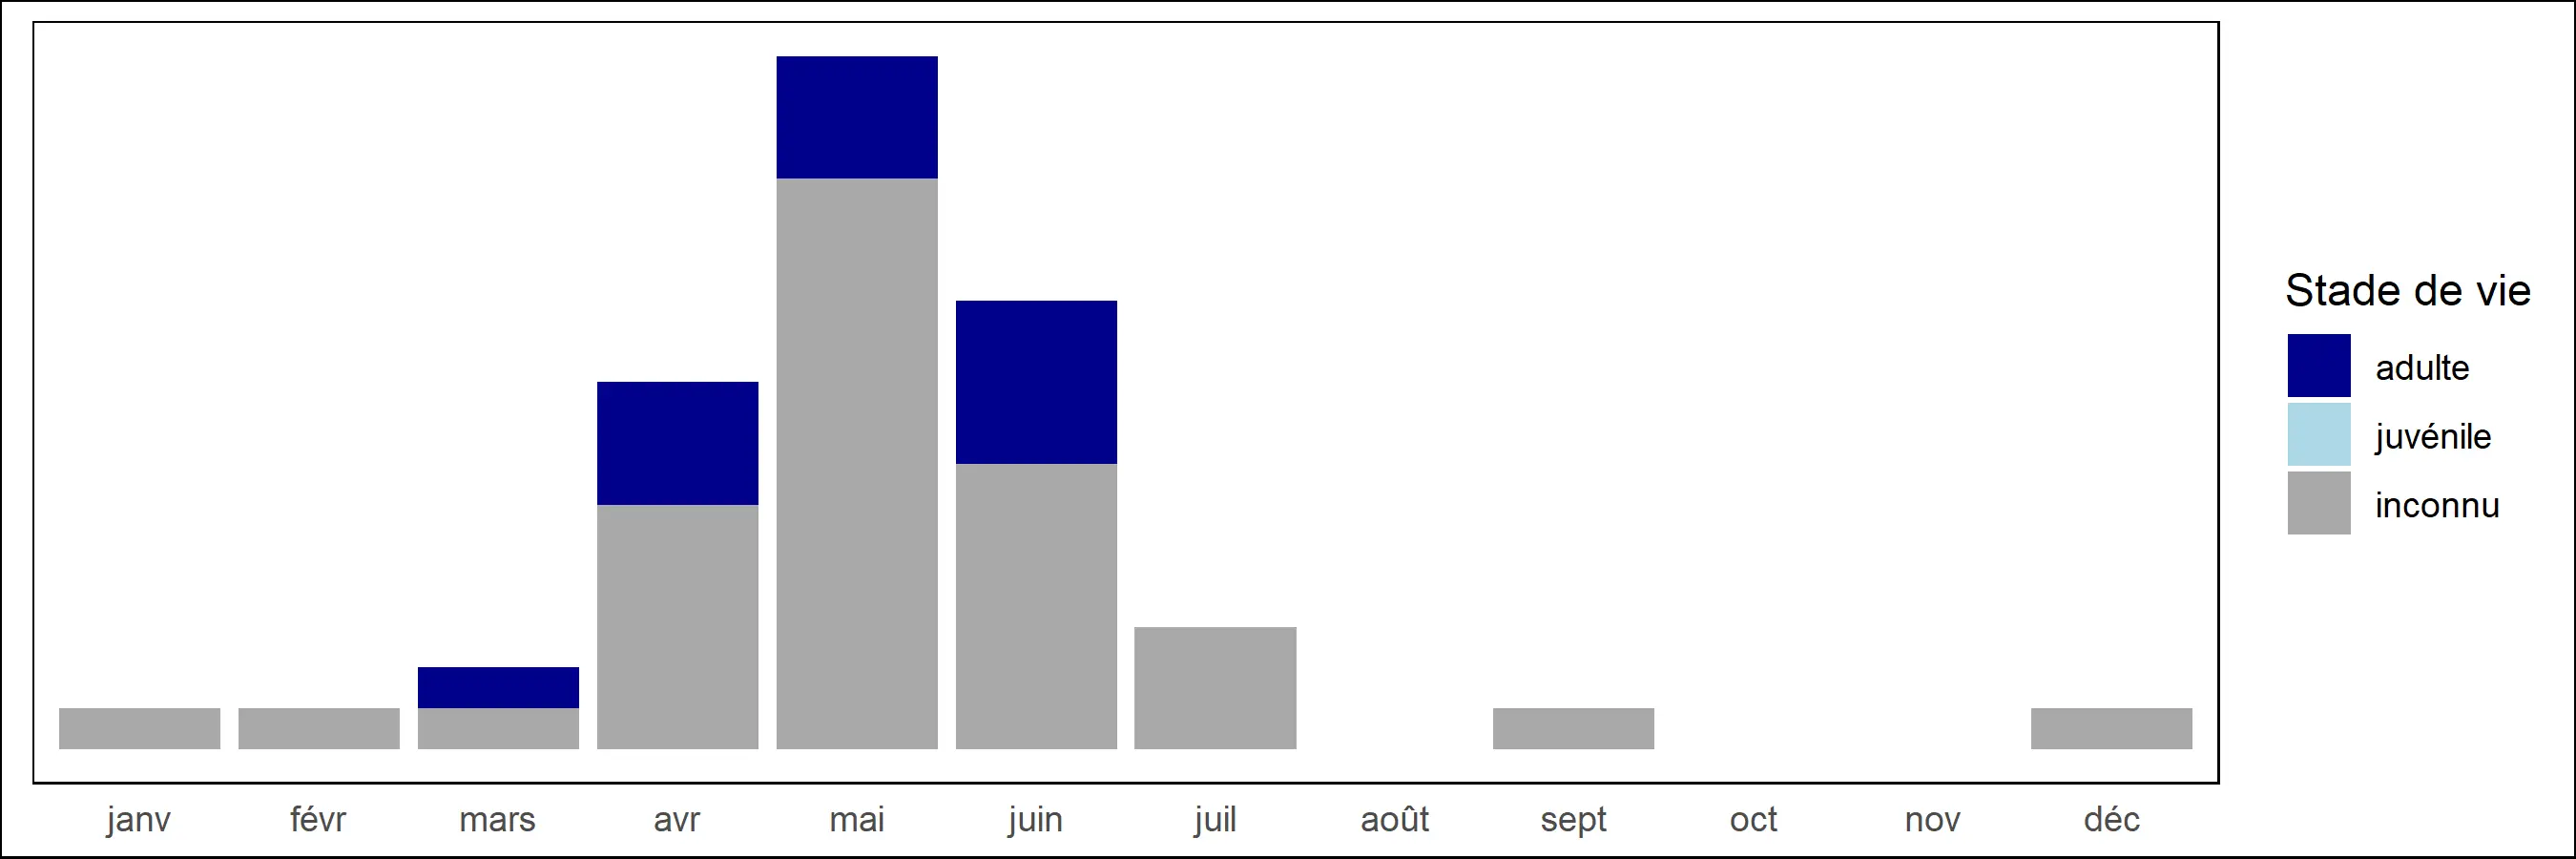 Stade de vie
adulte
juvénile
inconnu
janv févr mars avr mai juin juil août sept oct nov déc